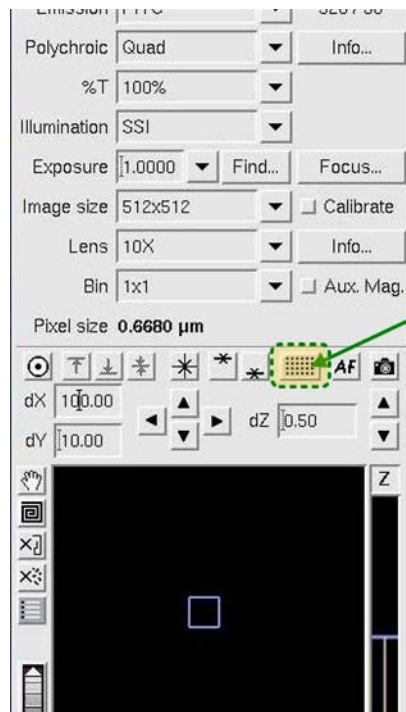 Polychroic Quad Info...
%T 100%
Illumination SSI
Exposure 1.0000 Find... Focus...
Image size 512x512 Calibrate
Lens 10X Info...
Bin 1x1 Aux. Mag.
Pixel size 0.6680 µm
AF
dX 100.00
dZ 0.50
dY 10.00
Z